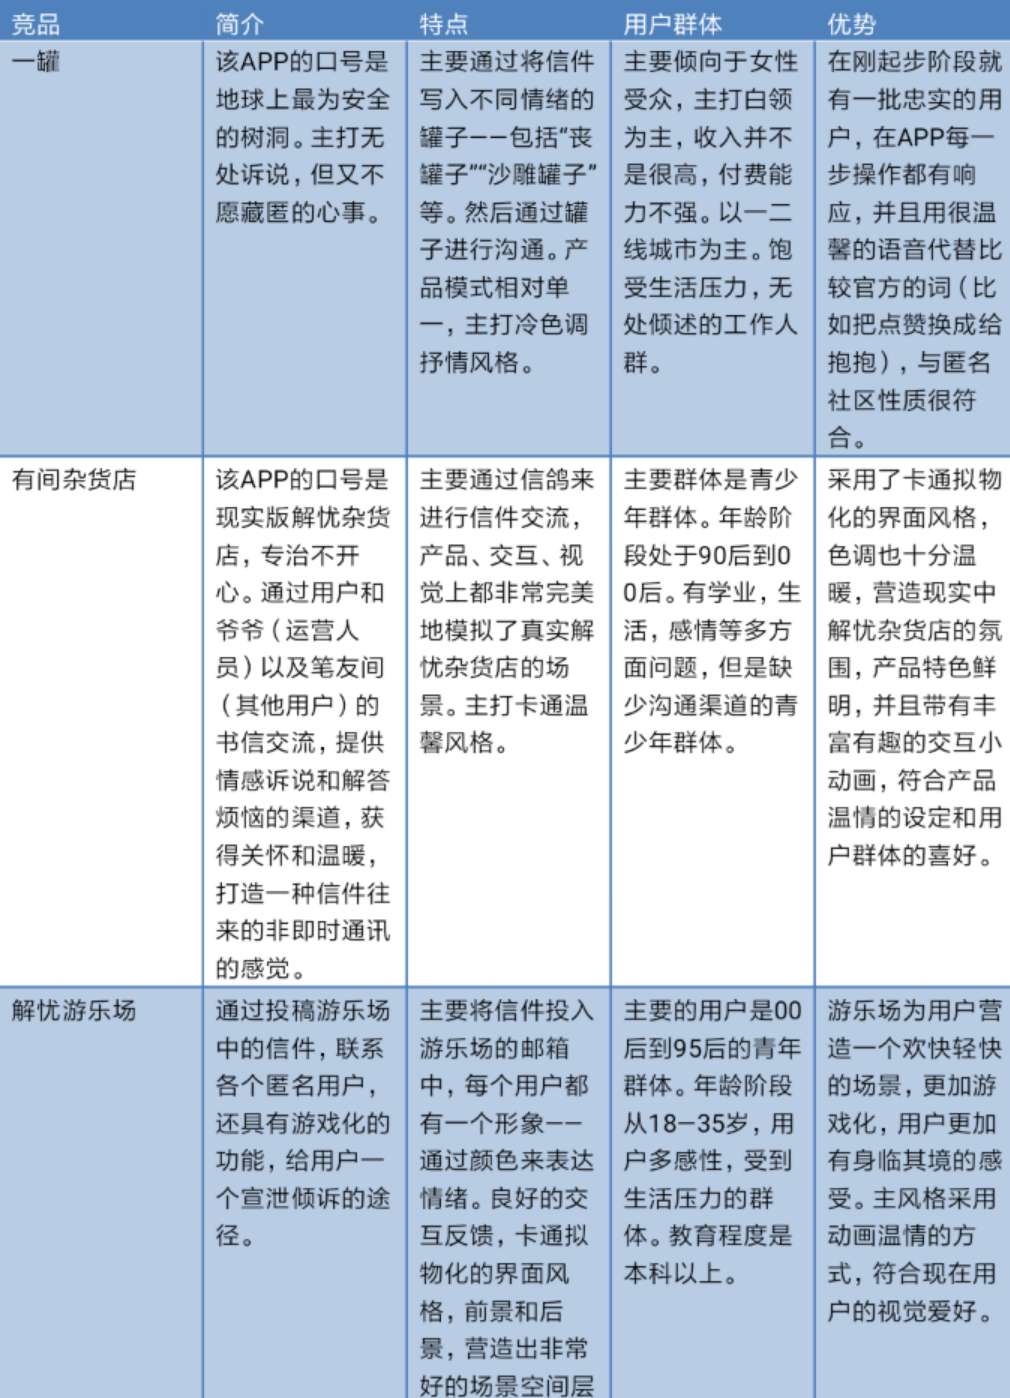 竞品
简介
特点
用户群体
优势
一罐
该APP的口号是
地球上最为安全
的树洞。主打无
处诉说，但又不
愿藏匿的心事。
主要通过将信件
写入不同情绪的
罐子——包括“丧
罐子”“沙雕罐子”
等。然后通过罐
子进行沟通。产
品模式相对单
一，主打冷色调
抒情风格。
主要倾向于女性
受众，主打白领
为主，收入并不
是很高，付费能
力不强。以一二
线城市为主。饱
受生活压力，无
处倾述的工作人
群。
在刚起步阶段就
有一批忠实的用
户，在APP每一
步操作都有响
应，并且用很温
馨的语音代替比
较官方的词（比
如把点赞换成给
抱抱），与匿名
社区性质很符
合。
有间杂货店
该APP的口号是
现实版解忧杂货
店，专治不开
心。通过用户和
爷爷（运营人
员）以及笔友间
（其他用户）的
书信交流，提供
情感诉说和解答
烦恼的渠道，获
得关怀和温暖，
打造一种信件往
来的非即时通讯
的感觉。
主要通过信鸽来
进行信件交流，
产品、交互、视
觉上都非常完美
地模拟了真实解
忧杂货店的场
景。主打卡通温
馨风格。
主要群体是青少
年群体。年龄阶
段处于90后到0
0后。有学业，生
活，感情等多方
面问题，但是缺
少沟通渠道的青
少年群体。
采用了卡通拟物
化的界面风格，
色调也十分温
暖，营造现实中
解忧杂货店的氛
围，产品特色鲜
明，并且带有丰
富有趣的交互小
动画，符合产品
温情的设定和用
户群体的喜好。
解忧游乐场
通过投稿游乐场
中的信件，联系
各个匿名用户，
还具有游戏化的
功能，给用户一
个宣泄倾诉的途
径。
主要将信件投入
游乐场的邮箱
中，每个用户都
有一个形象——
通过颜色来表达
情绪。良好的交
互反馈，卡通拟
物化的界面风
格，前景和后
景，营造出非常
好的场景空间层
主要的用户是00
后到95后的青年
群体。年龄阶段
从18—35岁，用
户多感性，受到
生活压力的群
体。教育程度是
本科以上。
游乐场为用户营
造一个欢快轻快
的场景，更加游
戏化，用户更加
有身临其境的感
受。主风格采用
动画温情的方
式，符合现在用
户的视觉爱好。